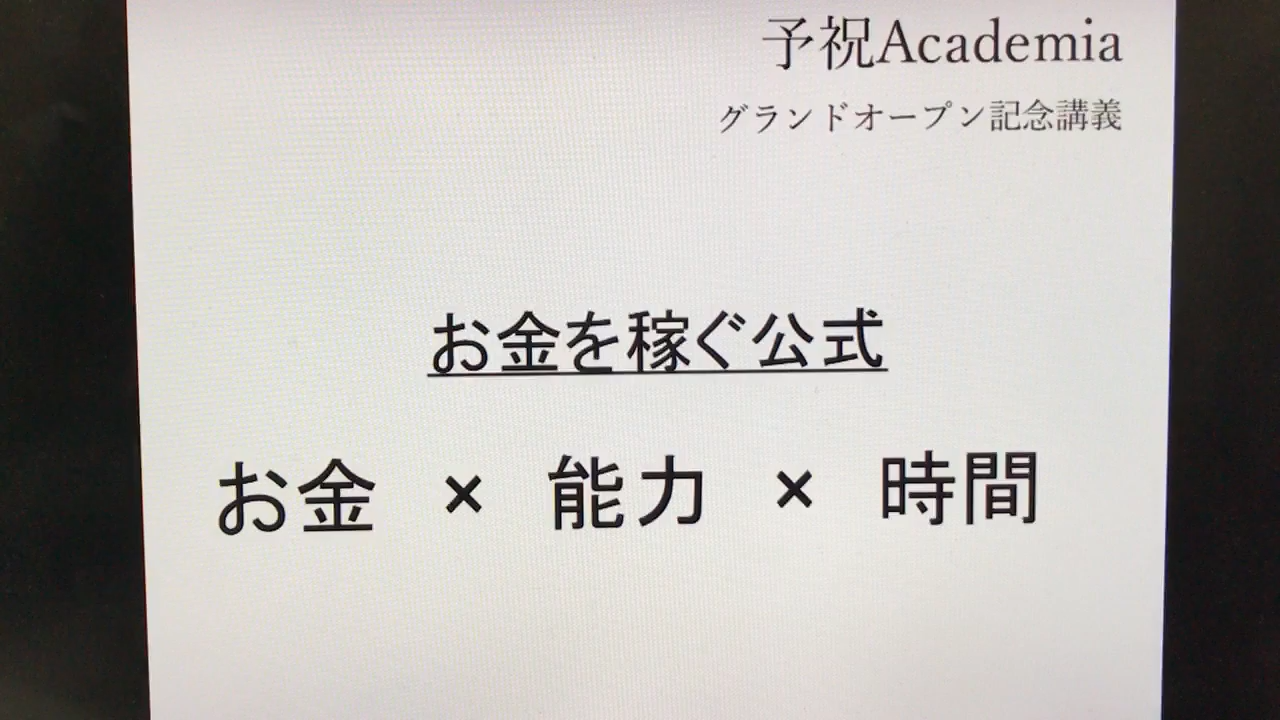 予祝Academia
グランドオープン記念講義
お金を稼ぐ公式
お金 × 能力 × 時間